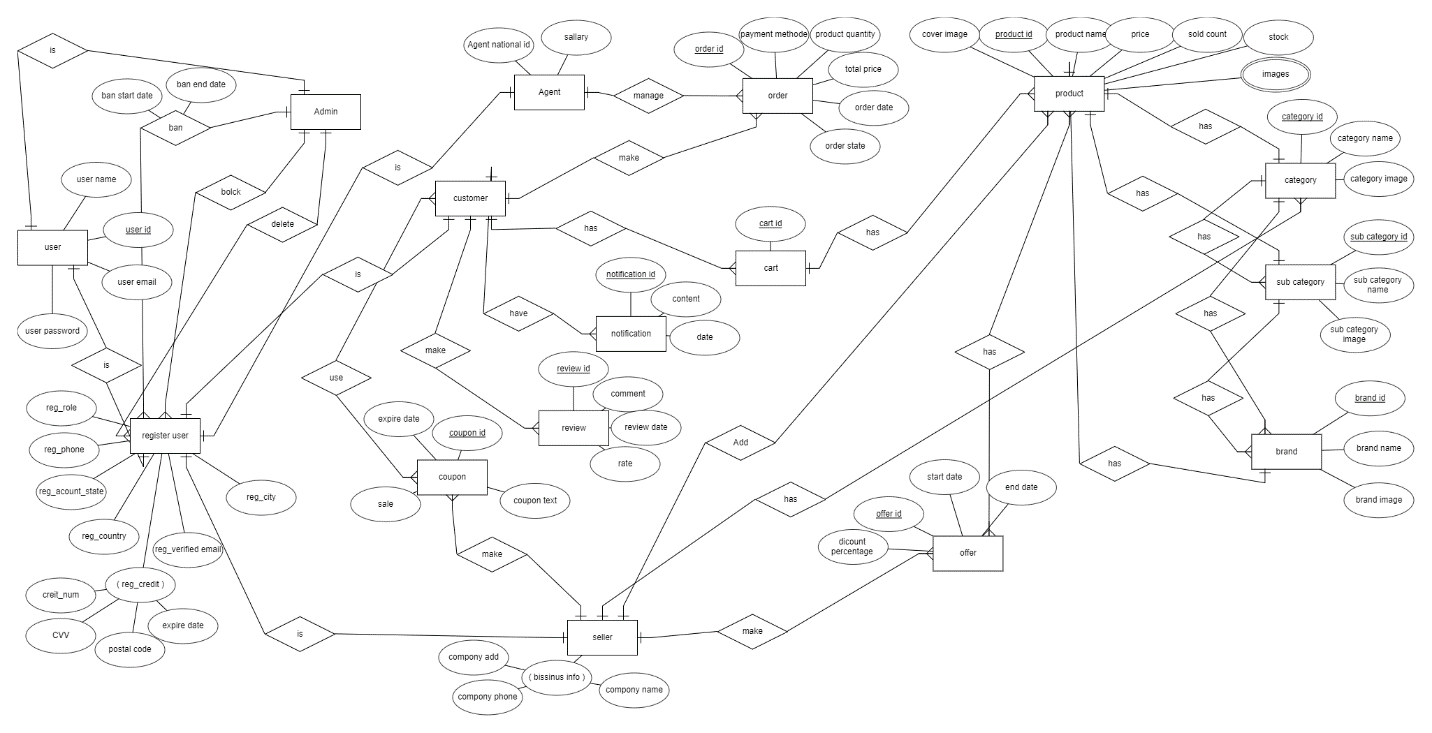 is
ban start date
ban end date
ban
Admin
user name
bolck
delete
user id
user
user email
user password
is
reg_role
reg_phone
register user
reg_acount_state
reg_country
reg_verified email
reg_city
( reg_credit )
creit_num
CVV
postal code
expire date
is
Agent national id
sallary
Agent
manage
is
order id
payment methode
product quantity
order
total price
order date
order state
make
customer
is
has
cart id
cart
has
notification id
content
notification
date
have
use
make
review id
comment
review
review date
rate
expire date
coupon id
coupon
sale
coupon text
make
seller
company add
( bissinus info )
compony phone
compony name
make
Add
has
start date
end date
offer id
dicount
percentage
offer
has
cover image
product id
product name
price
sold count
stock
images
product
has
category id
category name
category
category image
has
has
sub category id
sub category
sub category
name
sub category
image
has
has
brand id
brand
brand name
brand image
has